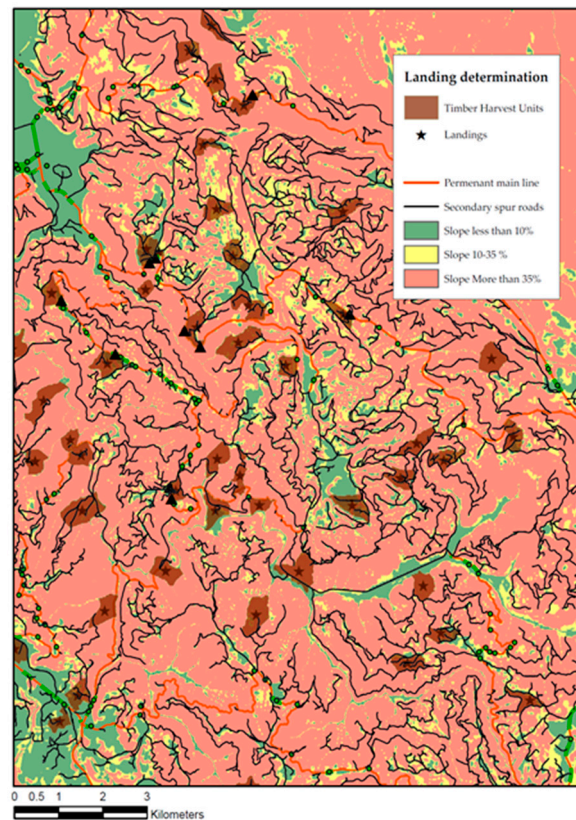 Landing determination
Timber Harvest Units
Landings
Permenant main line
Secondary spur roads
Slope less than 10%
Slope 10-35 %
Slope More than 35%
0 0.5 1 2 3
Kilometers